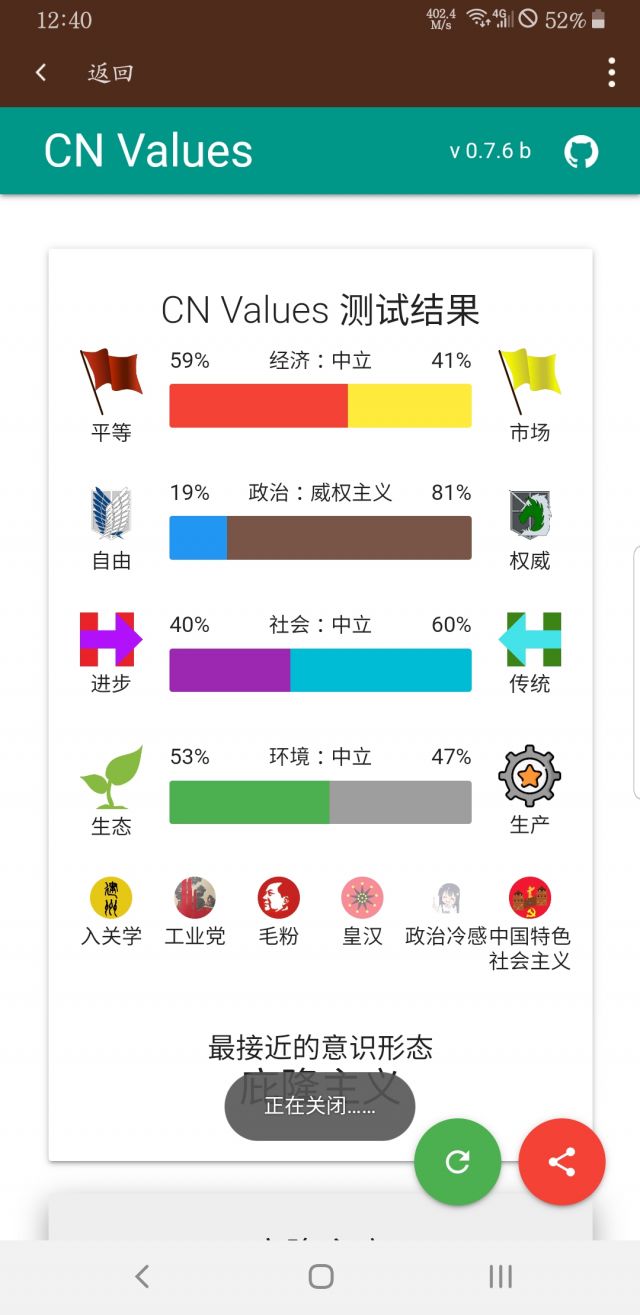 12:40
402.4
M/s
4G
52%
返回
CN Values
v 0.7.6 b
CN Values 测试结果
59% 经济：中立 41%
平等 市场
19% 政治：威权主义 81%
自由 权威
40% 社会：中立 60%
进步 传统
53% 环境：中立 47%
生态 生产
入关学 工业党 毛粉 皇汉 政治冷感 中国特色
社会主义
最接近的意识形态
庇隆主义
正在关闭......